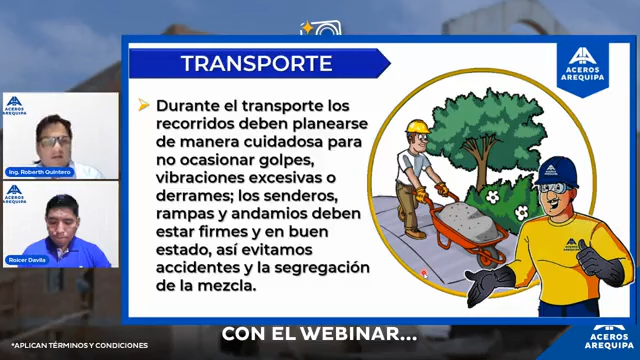 TRANSPORTE
ACEROS
AREQUIPA
Durante el transporte los
recorridos deben planearse
de manera cuidadosa para
no ocasionar golpes,
vibraciones excesivas o
derrames; los senderos,
rampas y andamios deben
estar firmes y en buen
estado, así evitamos
accidentes y la segregación
de la mezcla.
ACEROS
AREQUIPA
Ing. Roberth Quintero
ACEROS
AREQUIPA
Roicer Davila
CON EL WEBINAR...
*APLICAN TÉRMINOS Y CONDICIONES
ACEROS
AREQUIPA